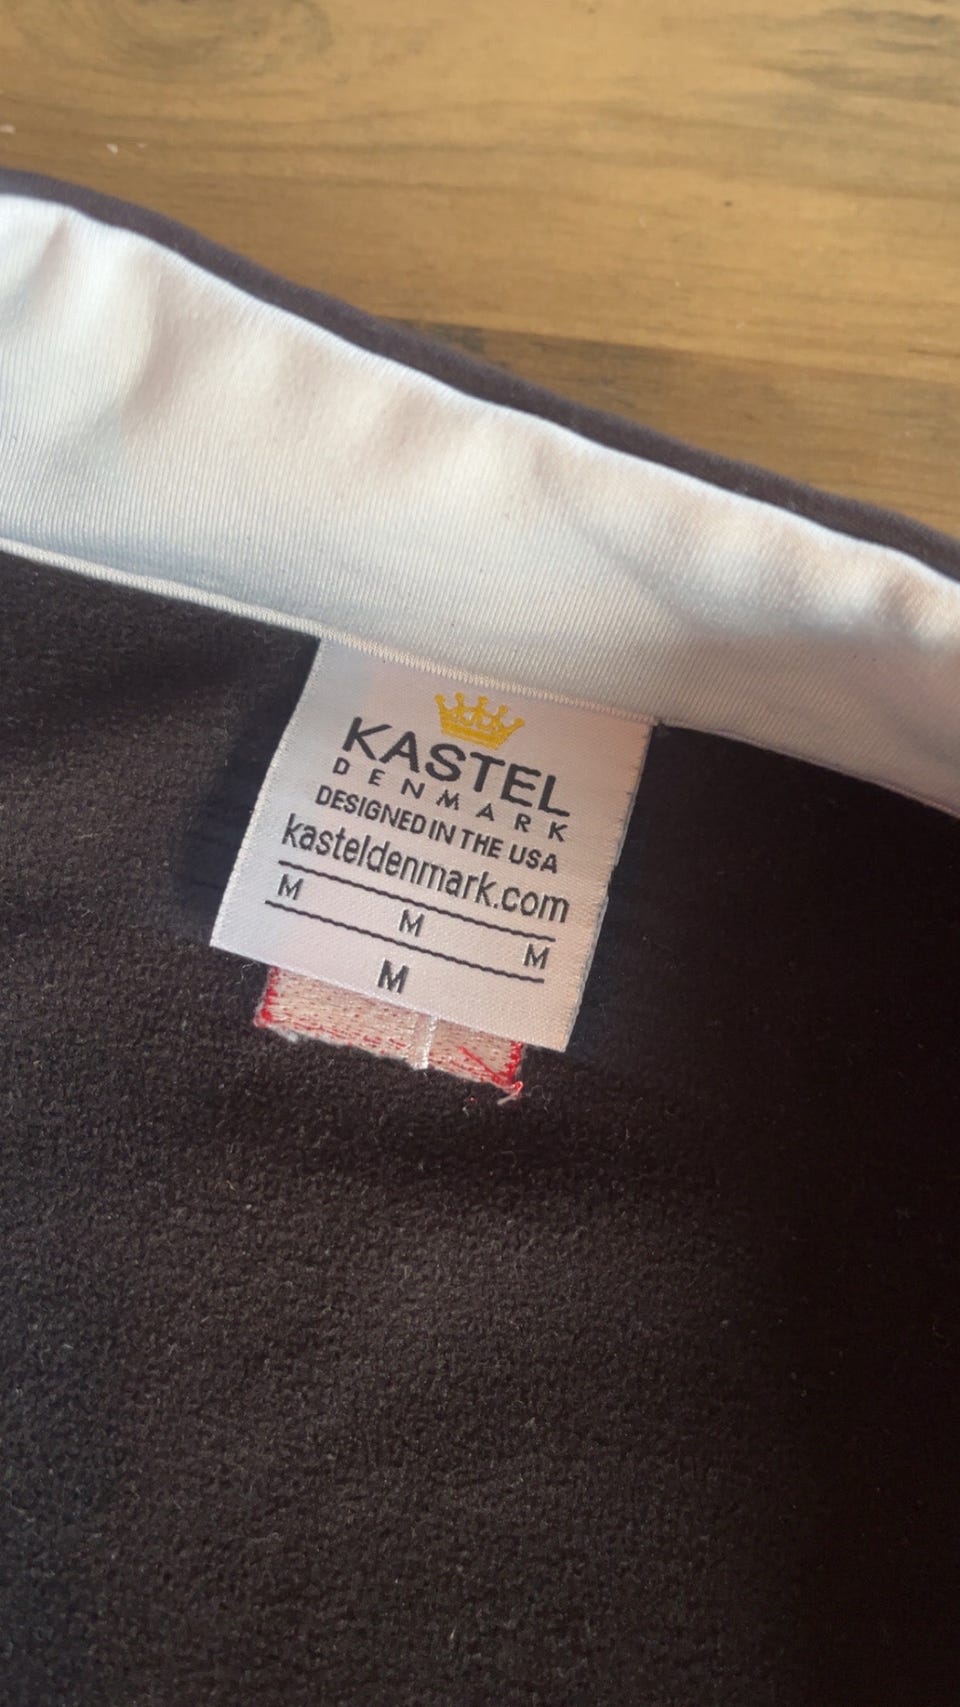 KASTEL
DENMARK
DESIGNED IN THE USA
kasteldenmark.com
M M M
M